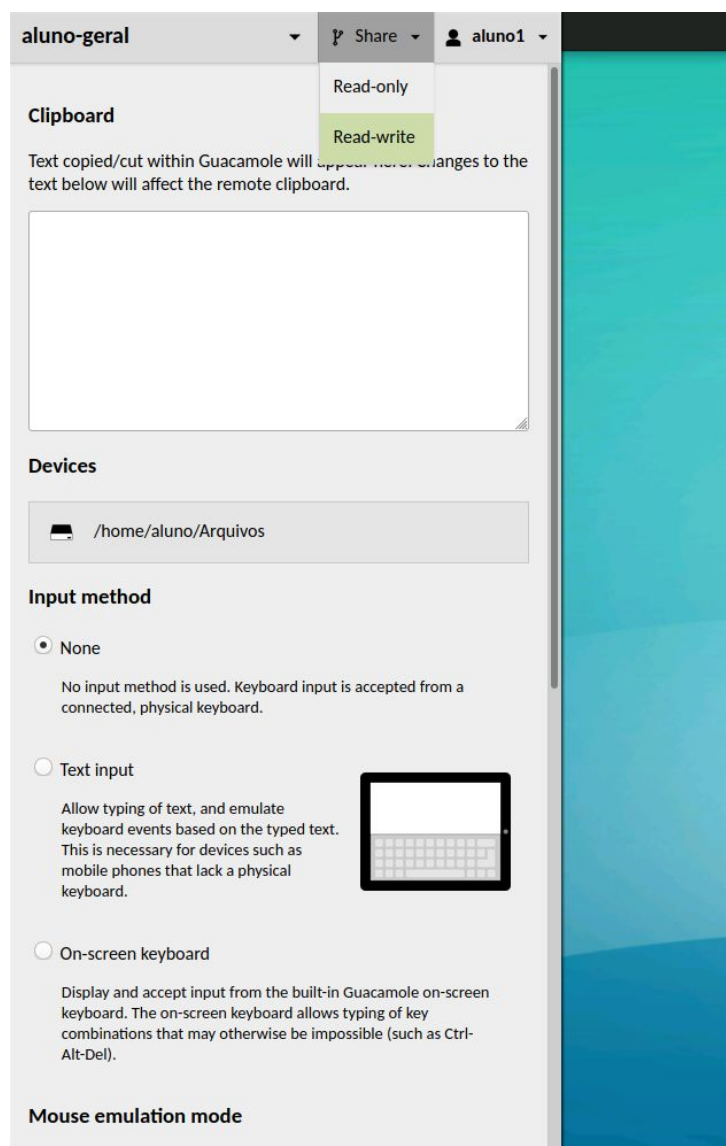 aluno-geral
Share
aluno1
Read-only
Read-write
Clipboard
Text copied/cut within Guacamole will to the
text below will affect the remote clipboard.
Devices
/home/aluno/Arquivos
Input method
None
No input method is used. Keyboard input is accepted from a
connected, physical keyboard.
Text input
Allow typing of text, and emulate
keyboard events based on the typed text.
This is necessary for devices such as
mobile phones that lack a physical
keyboard.
On-screen keyboard
Display and accept input from the built-in Guacamole on-screen
keyboard. The on-screen keyboard allows typing of key
combinations that may otherwise be impossible (such as Ctrl-
Alt-Del).
Mouse emulation mode